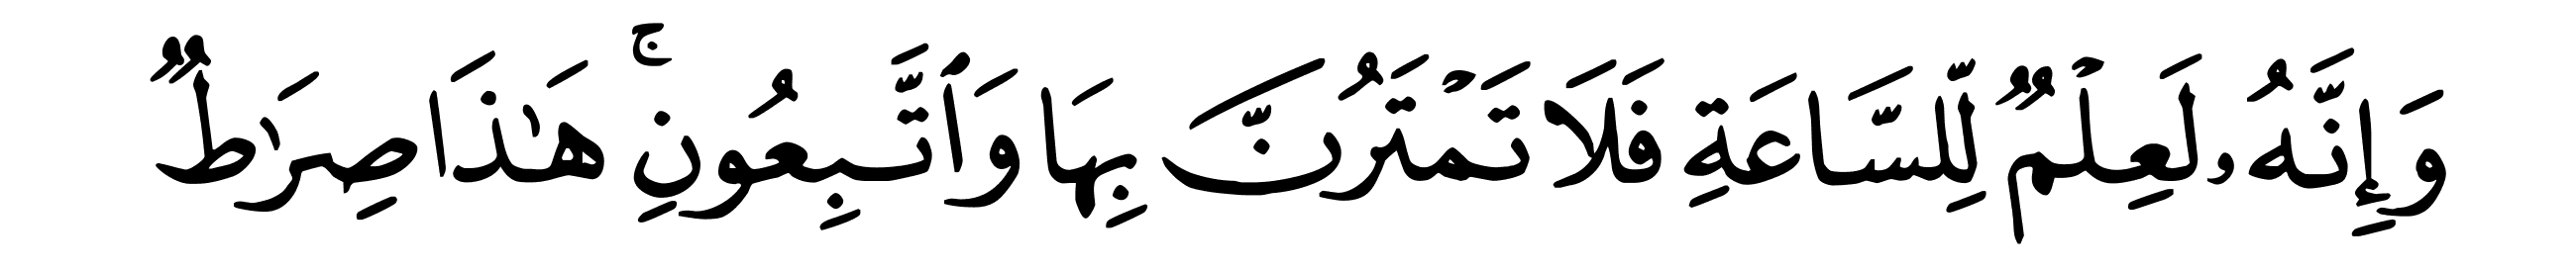 وَإِنَّهُۥ لَعِلْمٌ لِّلسَّاعَةِ فَلَا تَمْتَرُنَّ بِهَا وَٱتَّبِعُونِ ۚ هَٰذَا صِرَٰطٌ